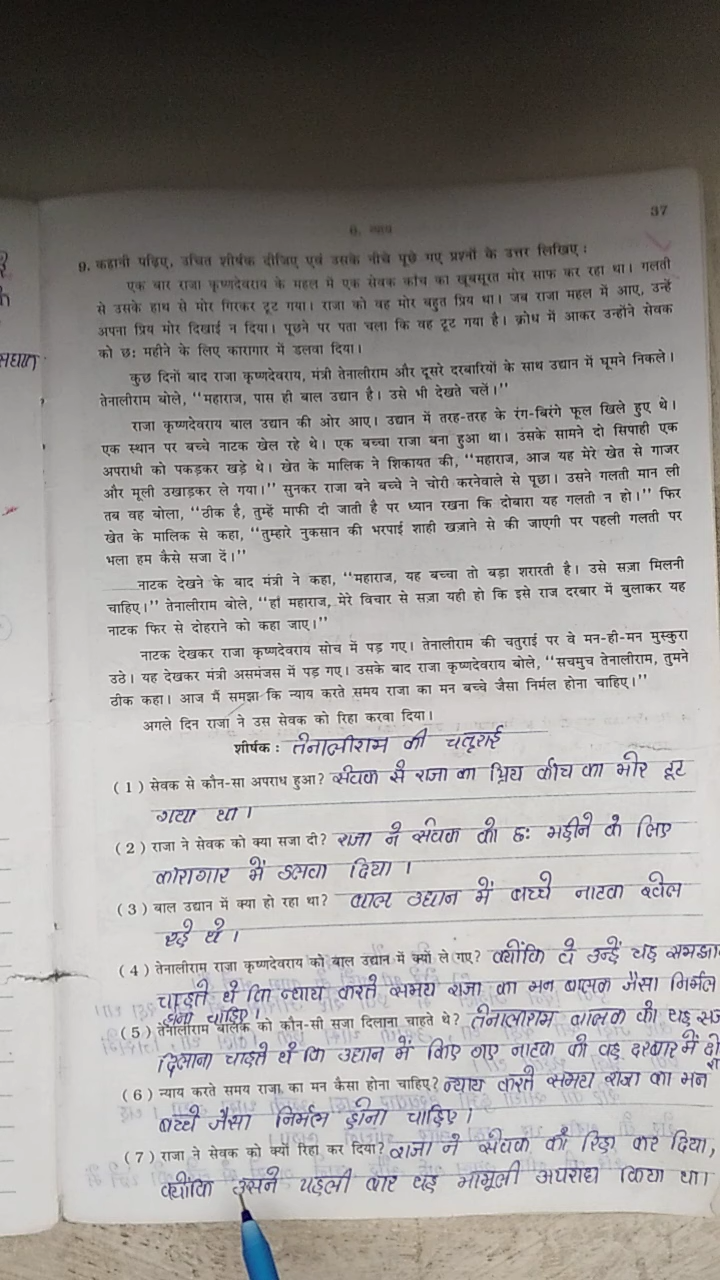 37
6. न्याय
9. कहानी पढ़िए, उचित शीर्षक दीजिए एवं उसके नीचे पूछे गए प्रश्नों के उत्तर लिखिए :
एक बार राजा कृष्णदेवराय के महल में एक सेवक काँच का खूबसूरत मोर साफ कर रहा था। गलती
से उसके हाथ से मोर गिरकर टूट गया। राजा को वह मोर बहुत प्रिय था। जब राजा महल में आए, उन्हें
अपना प्रिय मोर दिखाई न दिया। पूछने पर पता चला कि वह टूट गया है। क्रोध में आकर उन्होंने सेवक
को छः महीने के लिए कारागार में डलवा दिया।
कुछ दिनों बाद राजा कृष्णदेवराय, मंत्री तेनालीराम और दूसरे दरबारियों के साथ उद्यान में घूमने निकले।
तेनालीराम बोले, “महाराज, पास ही बाल उद्यान है। उसे भी देखते चलें।”
राजा कृष्णदेवराय बाल उद्यान की ओर आए। उद्यान में तरह-तरह के रंग-बिरंगे फूल खिले हुए थे।
एक स्थान पर बच्चे नाटक खेल रहे थे। एक बच्चा राजा बना हुआ था। उसके सामने दो सिपाही एक
अपराधी को पकड़कर खड़े थे। खेत के मालिक ने शिकायत की, “महाराज, आज यह मेरे खेत से गाजर
और मूली उखाड़कर ले गया।” सुनकर राजा बने बच्चे ने चोरी करनेवाले से पूछा। उसने गलती मान ली
तब वह बोला, “ठीक है, तुम्हें माफी दी जाती है पर ध्यान रखना कि दोबारा यह गलती न हो।” फिर
खेत के मालिक से कहा, “तुम्हारे नुकसान की भरपाई शाही खज़ाने से की जाएगी पर पहली गलती पर
भला हम कैसे सजा दें।”
नाटक देखने के बाद मंत्री ने कहा, “महाराज, यह बच्चा तो बड़ा शरारती है। उसे सज़ा मिलनी
चाहिए।” तेनालीराम बोले, “हाँ महाराज, मेरे विचार से सज़ा यही हो कि इसे राज दरबार में बुलाकर यह
नाटक फिर से दोहराने को कहा जाए।”
नाटक देखकर राजा कृष्णदेवराय सोच में पड़ गए। तेनालीराम की चतुराई पर वे मन-ही-मन मुस्कुरा
उठे। यह देखकर मंत्री असमंजस में पड़ गए। उसके बाद राजा कृष्णदेवराय बोले, “सचमुच तेनालीराम, तुमने
ठीक कहा। आज मैं समझा कि न्याय करते समय राजा का मन बच्चे जैसा निर्मल होना चाहिए।”
अगले दिन राजा ने उस सेवक को रिहा करवा दिया।
शीर्षक : तेनालीराम की चतुराई
(1) सेवक से कौन-सा अपराध हुआ? सेवक से राजा का प्रिय काँच का मोर टूट
गया था।
(2) राजा ने सेवक को क्या सजा दी? राजा ने सेवक को छः महीने के लिए
कारागार में डलवा दिया।
(3) बाल उद्यान में क्या हो रहा था? बाल उद्यान में बच्चे नाटक खेल
रहे थे।
(4) तेनालीराम राजा कृष्णदेवराय को बाल उद्यान में क्यों ले गए? क्योंकि वे उन्हें यह समझा
चाहते थे कि न्याय करते समय राजा का मन बालक जैसा निर्मल
होना चाहिए।
(5) तेनालीराम बालक को कौन-सी सजा दिलाना चाहते थे? तेनालीराम बालक को यह सज
दिलाना चाहते थे कि उद्यान में किए गए नाटक को वह दरबार में दो
(6) न्याय करते समय राजा का मन कैसा होना चाहिए? न्याय करते समय राजा का मन
बच्चे जैसा निर्मल होना चाहिए।
(7) राजा ने सेवक को क्यों रिहा कर दिया? राजा ने सेवक को रिहा कर दिया,
क्योंकि उसने पहली बार यह मामूली अपराध किया था।